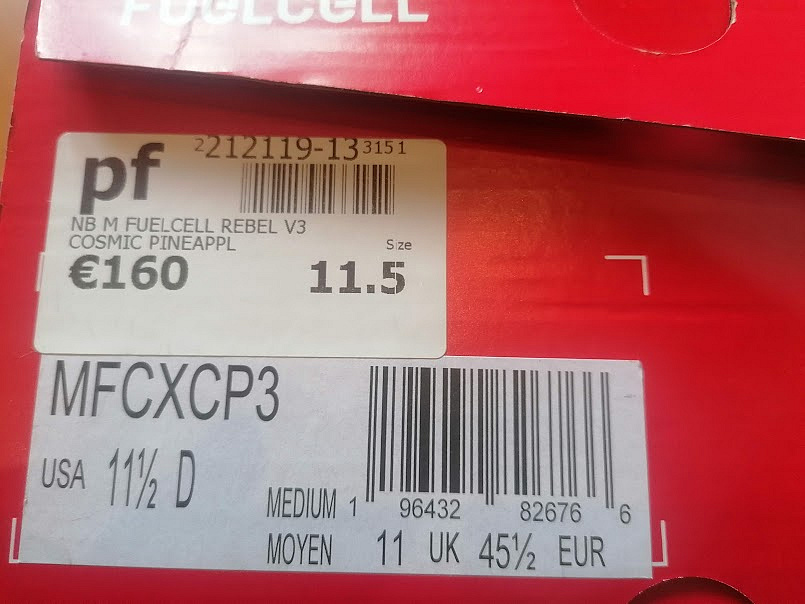 FUELCELL
2212119-133151
pf
NB M FUELCELL REBEL V3
COSMIC PINEAPPL
Size
€160
11.5
MFCXCP3
USA 11½ D
MEDIUM 1 96432 82676 6
MOYEN 11 UK 45½ EUR